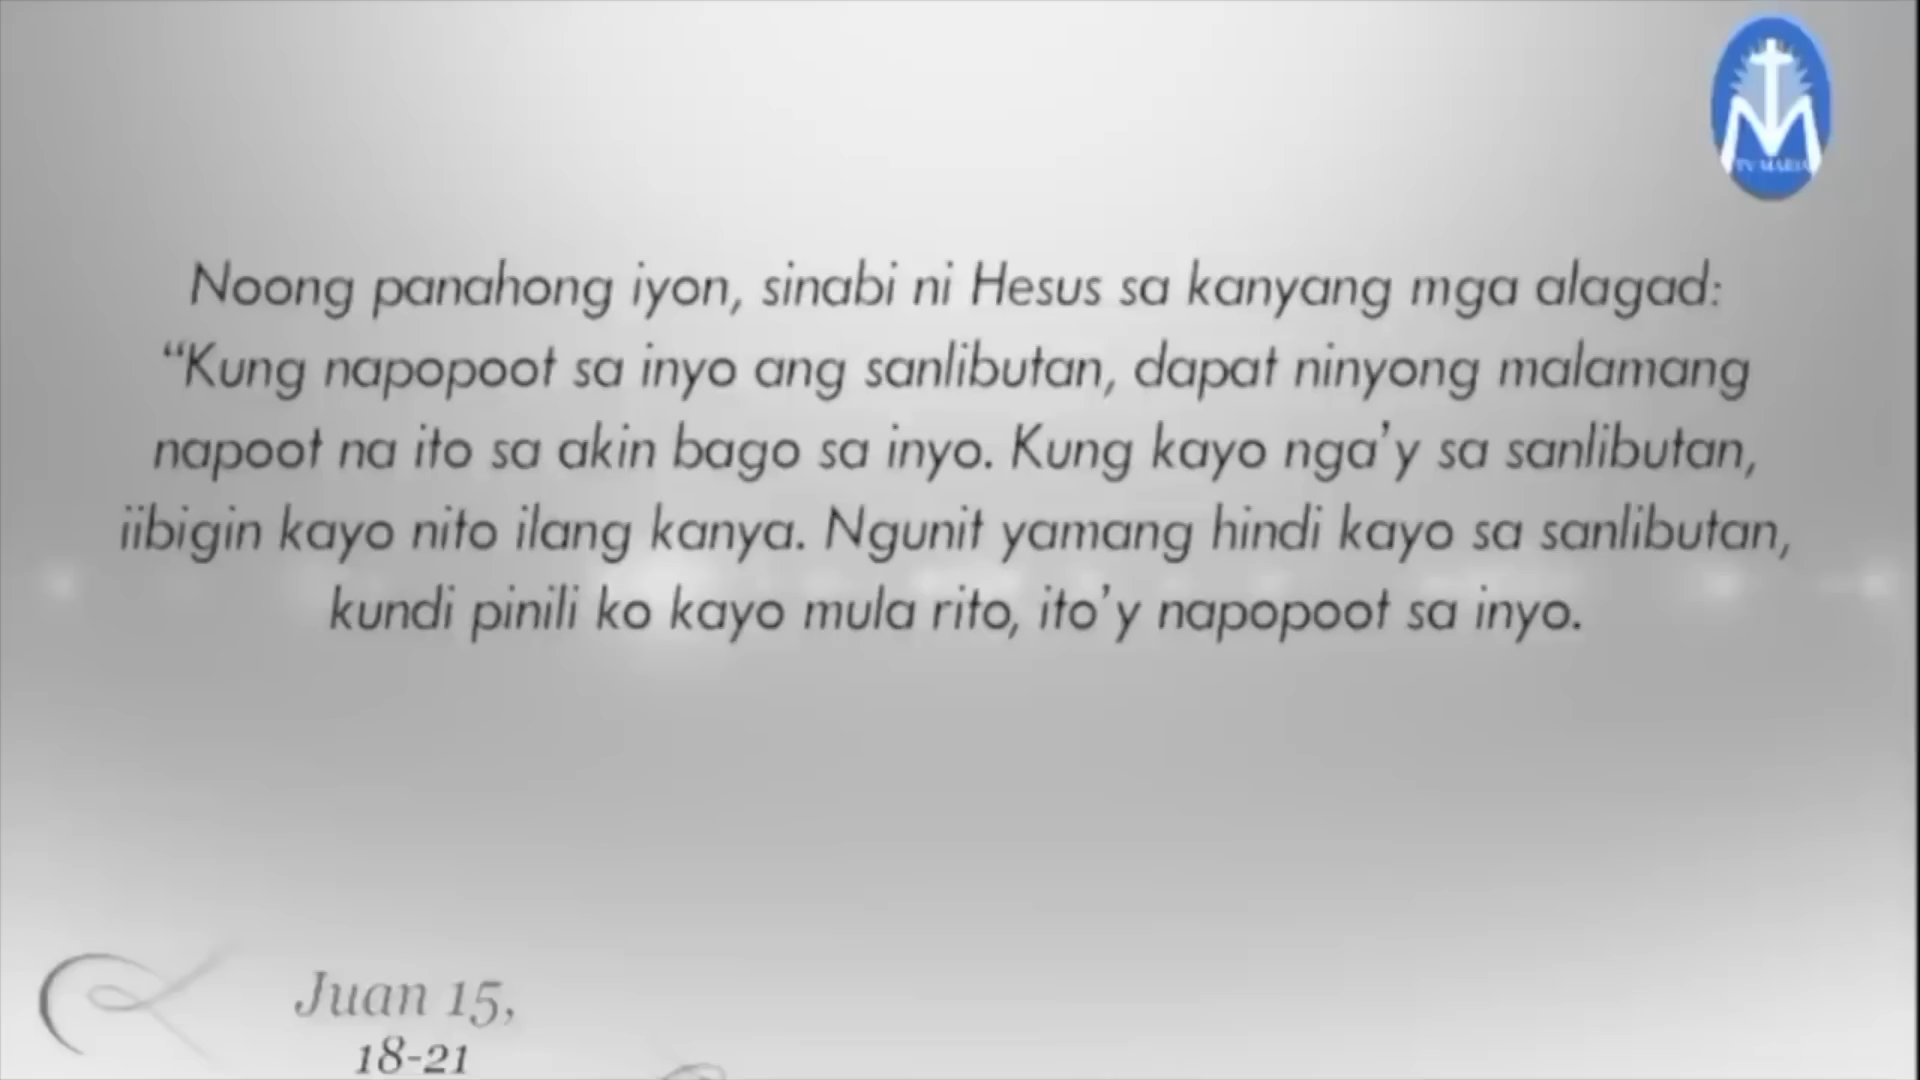 TV MARIA
Noong panahong iyon, sinabi ni Hesus sa kanyang mga alagad:
“Kung napopoot sa inyo ang sanlibutan, dapat ninyong malamang
napoot na ito sa akin bago sa inyo. Kung kayo nga’y sa sanlibutan,
iibigin kayo nito ilang kanya. Ngunit yamang hindi kayo sa sanlibutan,
kundi pinili ko kayo mula rito, ito’y napopoot sa inyo.
Juan 15,
18-21